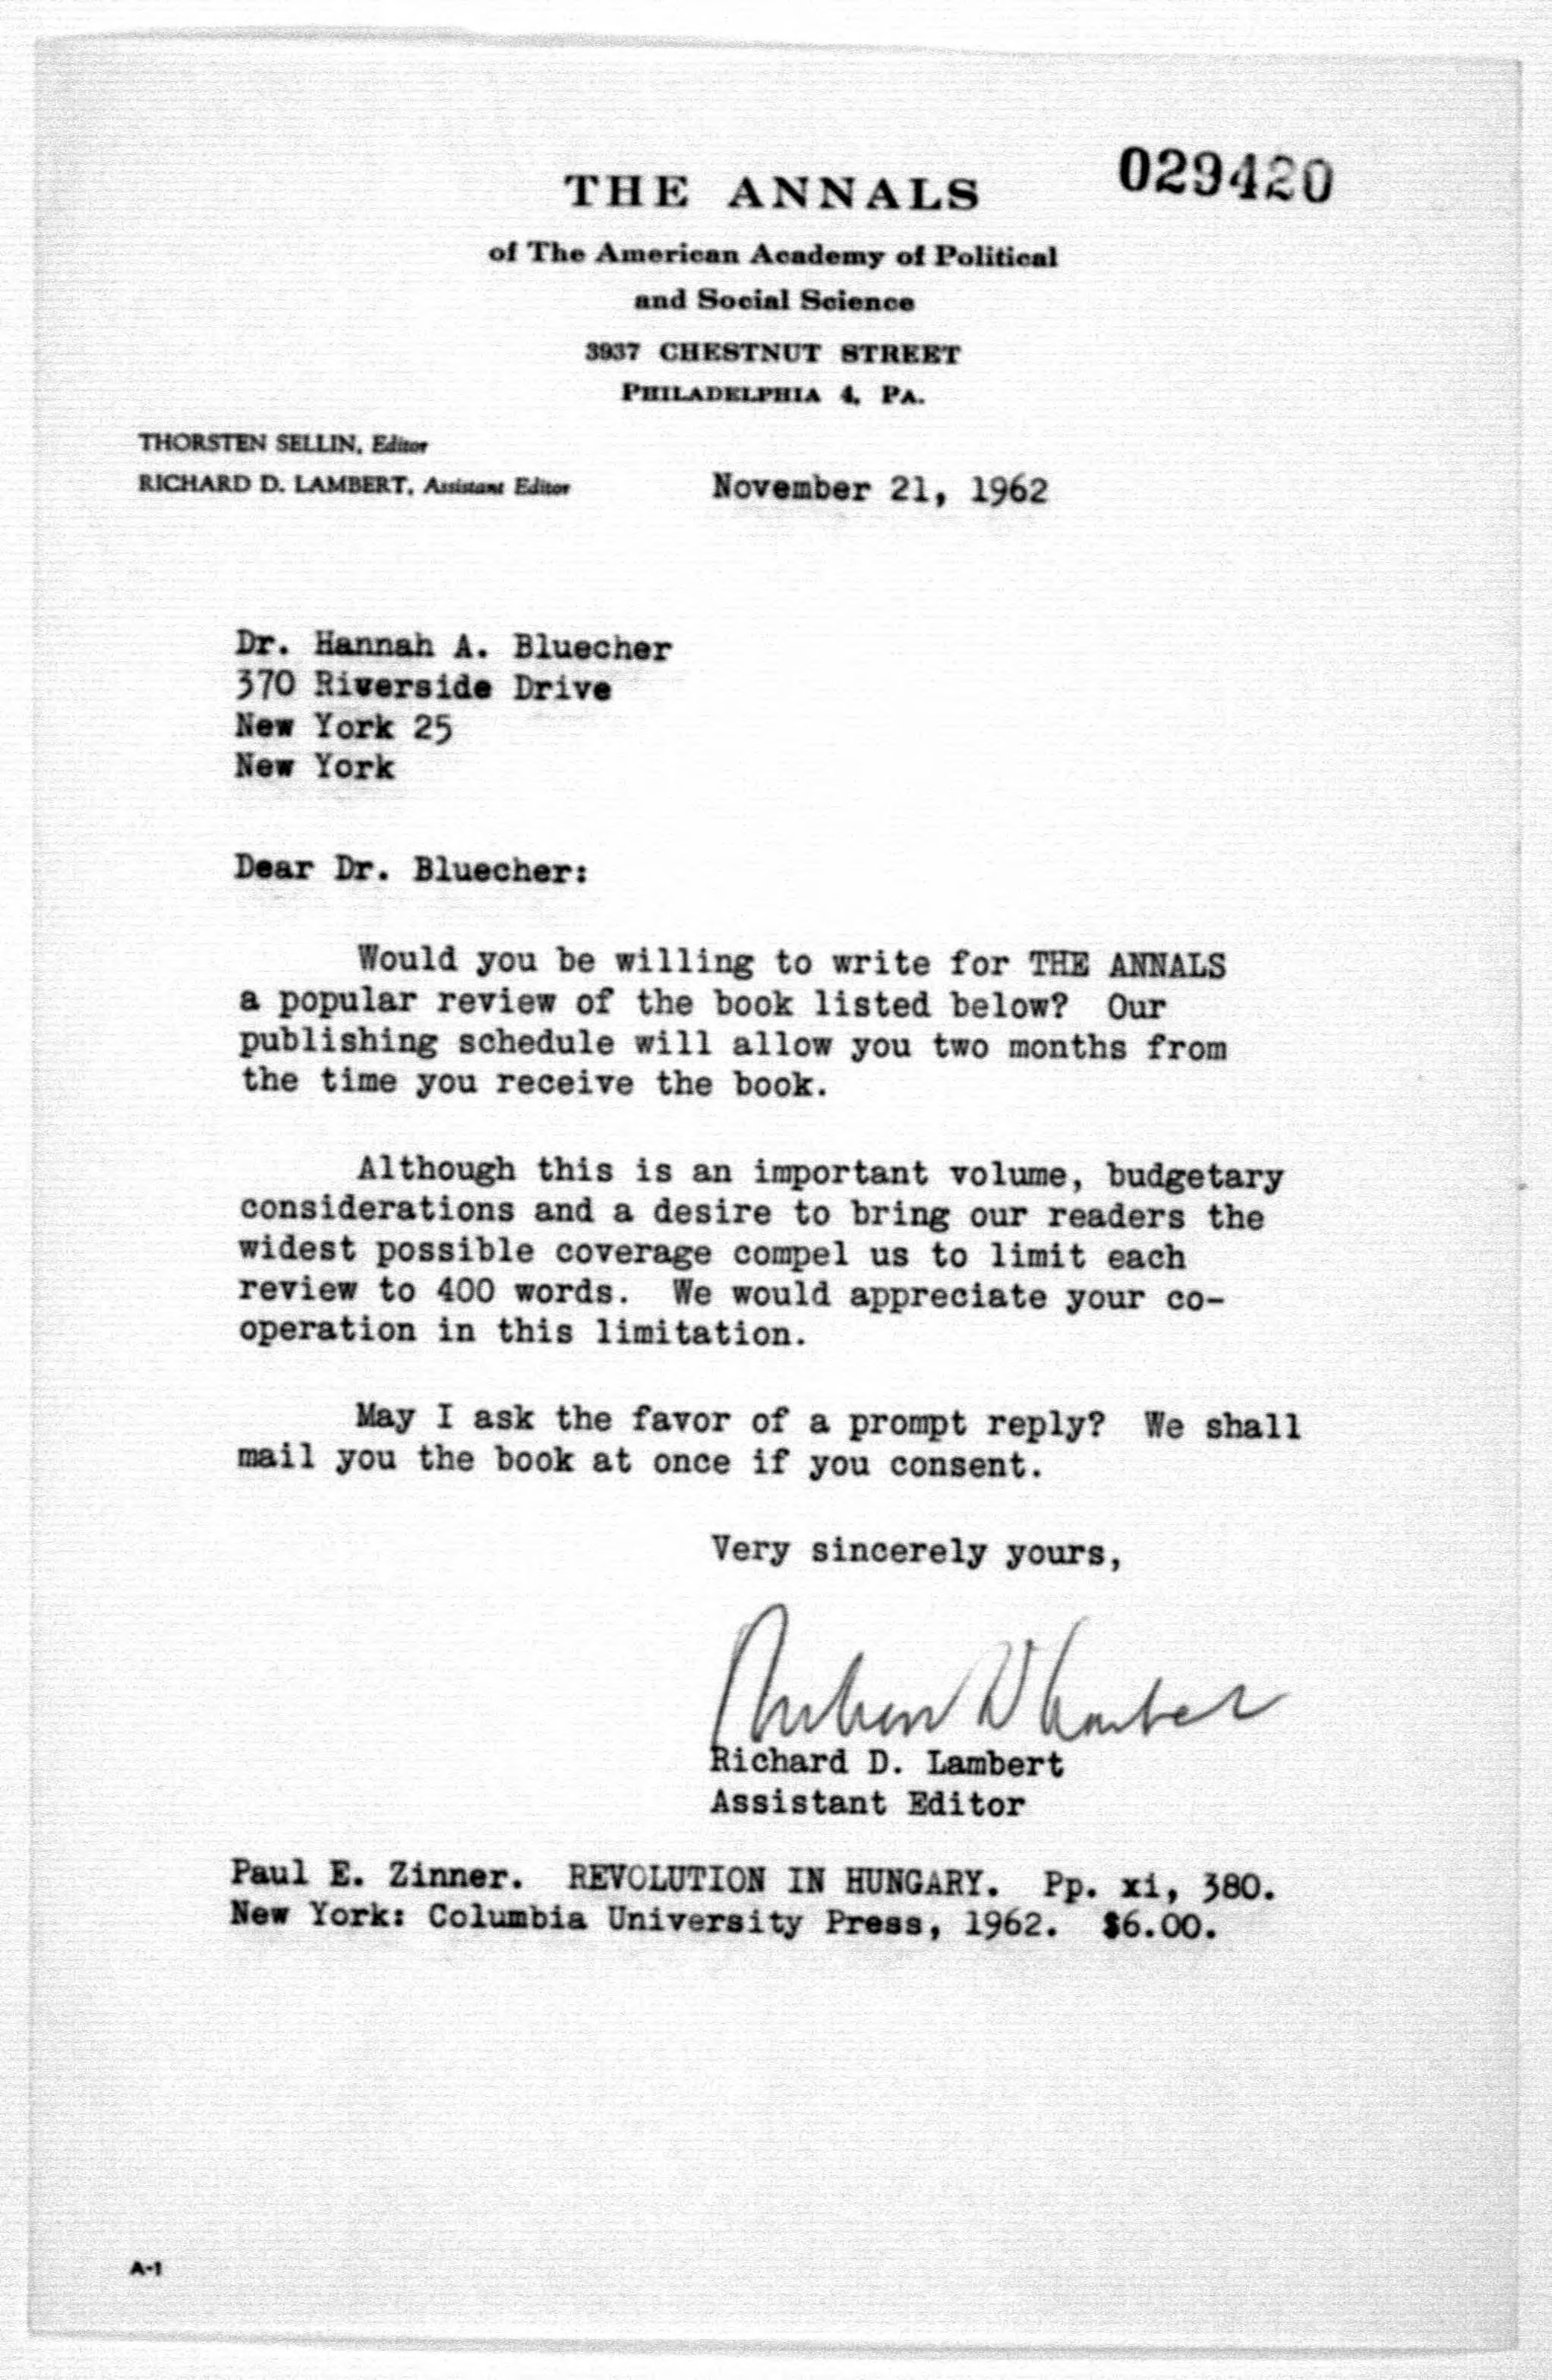 029420
THE ANNALS
of The American Academy of Political
and Social Science
3937 CHESTNUT STREET
PHILADELPHIA 4, PA.
THORSTEN SELLIN, Editor
RICHARD D. LAMBERT, Assistant Editor
November 21, 1962
Dr. Hannah A. Bluecher
370 Riverside Drive
New York 25
New York
Dear Dr. Bluecher:
Would you be willing to write for THE ANNALS
a popular review of the book listed below? Our
publishing schedule will allow you two months from
the time you receive the book.
Although this is an important volume, budgetary
considerations and a desire to bring our readers the
widest possible coverage compel us to limit each
review to 400 words. We would appreciate your co-
operation in this limitation.
May I ask the favor of a prompt reply? We shall
mail you the book at once if you consent.
Very sincerely yours,
Richard D Lambert
Richard D. Lambert
Assistant Editor
Paul E. Zinner. REVOLUTION IN HUNGARY. Pp. xi, 380.
New York: Columbia University Press, 1962. $6.00.
A-1